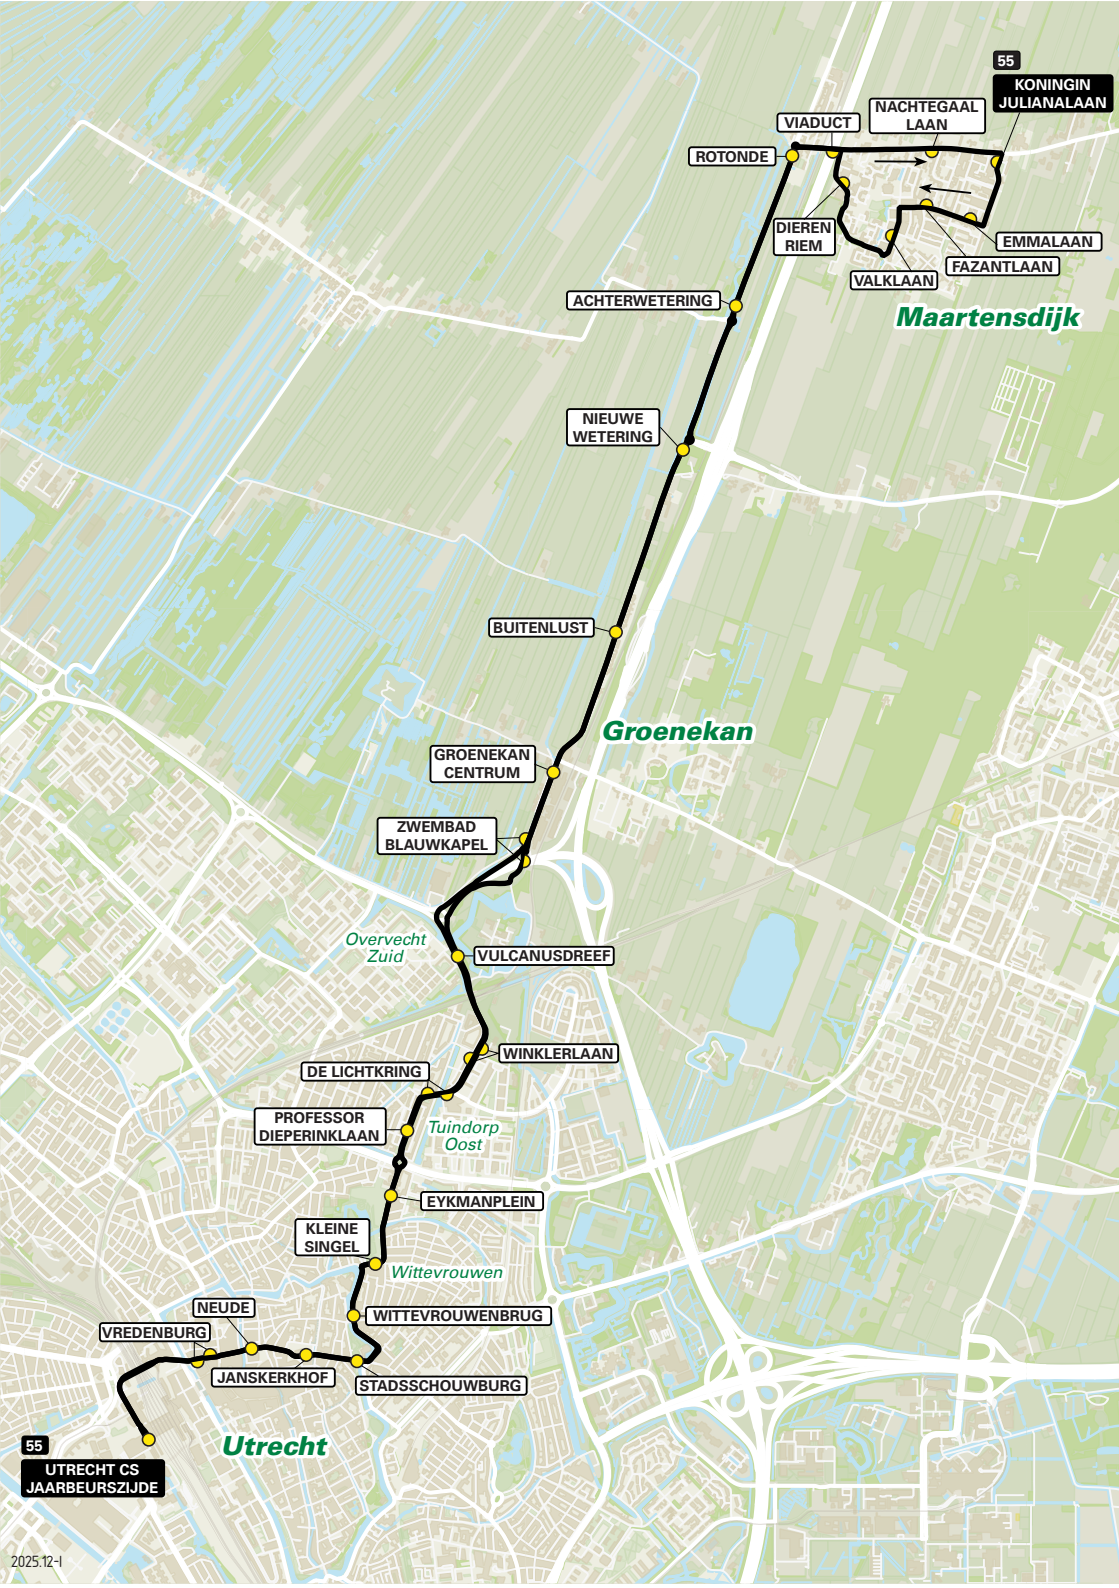 55
KONINGIN
JULIANALAAN
NACHTEGAAL
LAAN
VIADUCT
ROTONDE
DIEREN
RIEM
EMMALAAN
FAZANTLAAN
VALKLAAN
ACHTERWETERING
Maartensdijk
NIEUWE
WETERING
BUITENLUST
Groenekan
GROENEKAN
CENTRUM
ZWEMBAD
BLAUWKAPEL
Overvecht
Zuid
VULCANUSDREEF
WINKLERLAAN
DE LICHTKRING
PROFESSOR
DIEPERINKLAAN
Tuindorp
Oost
EYKMANPLEIN
KLEINE
SINGEL
Wittevrouwen
NEUDE
WITTEVROUWENBRUG
VREDENBURG
JANSKERKHOF
STADSSCHOUWBURG
Utrecht
55
UTRECHT CS
JAARBEURSZIJDE
2025.12-I